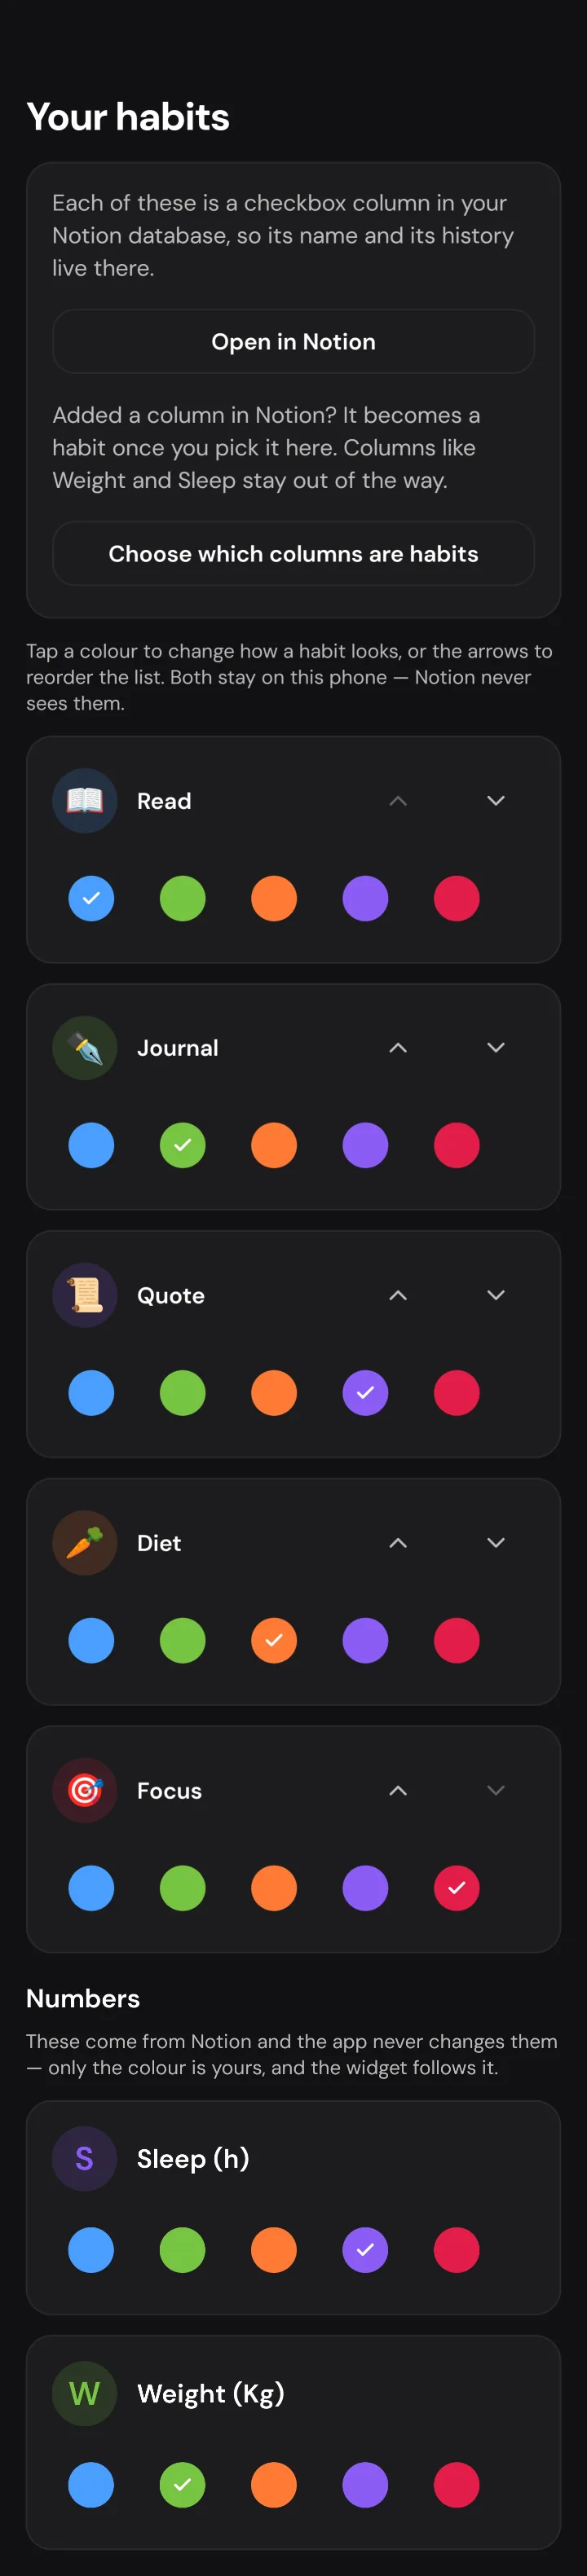 Your habits
Each of these is a checkbox column in your
Notion database, so its name and its history
live there.
Open in Notion
Added a column in Notion? It becomes a
habit once you pick it here. Columns like
Weight and Sleep stay out of the way.
Choose which columns are habits
Tap a colour to change how a habit looks, or the arrows to
reorder the list. Both stay on this phone — Notion never
sees them.
Read
Journal
Quote
Diet
Focus
Numbers
These come from Notion and the app never changes them
— only the colour is yours, and the widget follows it.
S Sleep (h)
W Weight (Kg)